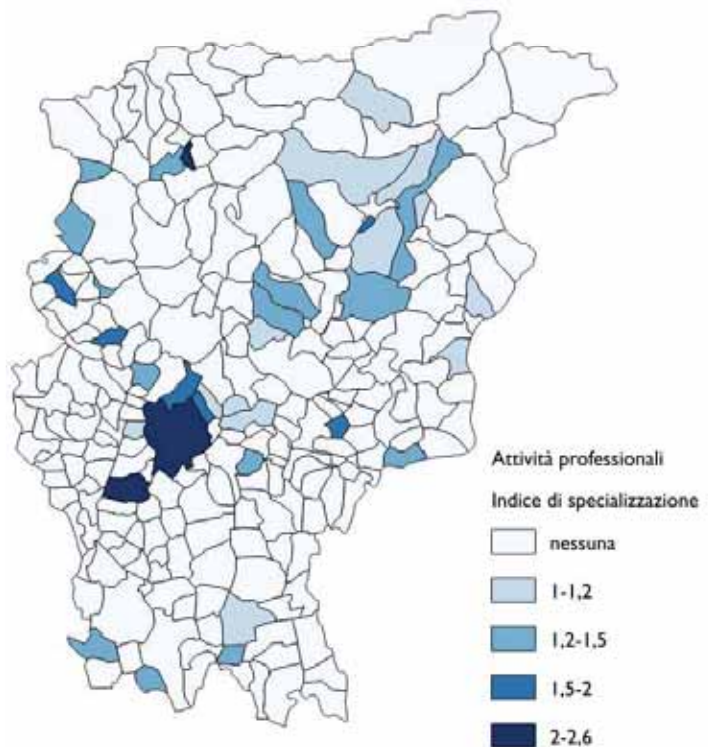 Attività professionali
Indice di specializzazione
nessuna
1-1,2
1,2-1,5
1,5-2
2-2,6